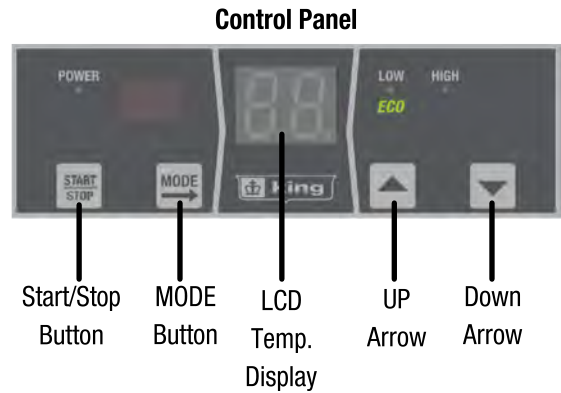 Control Panel
POWER
88
LOW HIGH
ECO
START
STOP
MODE
king
Start/Stop
Button
MODE
Button
LCD
Temp.
Display
UP
Arrow
Down
Arrow